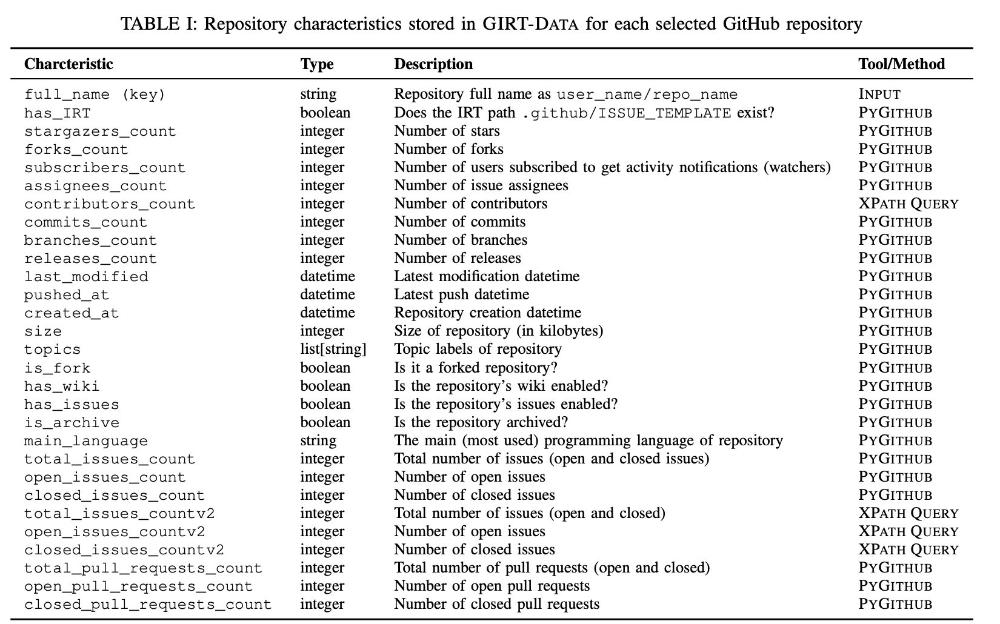 TABLE I: Repository characteristics stored in GIRT-DATA for each selected GitHub repository
Charcteristic Type Description Tool/Method
full_name (key) string Repository full name as user_name/repo_name INPUT
has_IRT boolean Does the IRT path .github/ISSUE_TEMPLATE exist? PYGITHUB
stargazers_count integer Number of stars PYGITHUB
forks_count integer Number of forks PYGITHUB
subscribers_count integer Number of users subscribed to get activity notifications (watchers) PYGITHUB
assignees_count integer Number of issue assignees PYGITHUB
contributors_count integer Number of contributors XPATH QUERY
commits_count integer Number of commits PYGITHUB
branches_count integer Number of branches PYGITHUB
releases_count integer Number of releases PYGITHUB
last_modified datetime Latest modification datetime PYGITHUB
pushed_at datetime Latest push datetime PYGITHUB
created_at datetime Repository creation datetime PYGITHUB
size integer Size of repository (in kilobytes) PYGITHUB
topics list[string] Topic labels of repository PYGITHUB
is_fork boolean Is it a forked repository? PYGITHUB
has_wiki boolean Is the repository's wiki enabled? PYGITHUB
has_issues boolean Is the repository's issues enabled? PYGITHUB
is_archive boolean Is the repository archived? PYGITHUB
main_language string The main (most used) programming language of repository PYGITHUB
total_issues_count integer Total number of issues (open and closed issues) PYGITHUB
open_issues_count integer Number of open issues PYGITHUB
closed_issues_count integer Number of closed issues PYGITHUB
total_issues_countv2 integer Total number of issues (open and closed) XPATH QUERY
open_issues_countv2 integer Number of open issues XPATH QUERY
closed_issues_countv2 integer Number of closed issues XPATH QUERY
total_pull_requests_count integer Total number of pull requests (open and closed) PYGITHUB
open_pull_requests_count integer Number of open pull requests PYGITHUB
closed_pull_requests_count integer Number of closed pull requests PYGITHUB